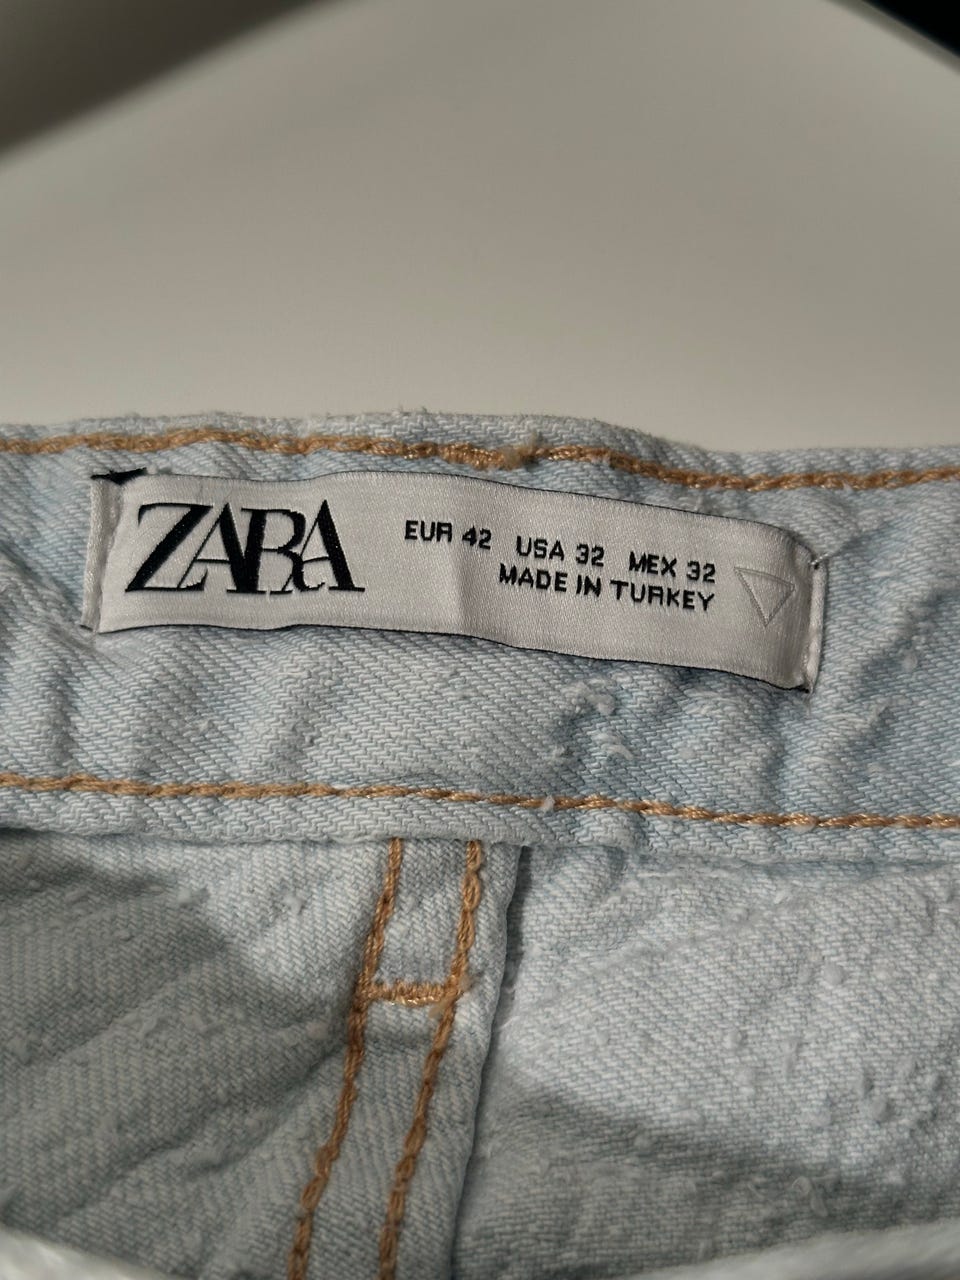 ZARA
EUR 42 USA 32 MEX 32
MADE IN TURKEY